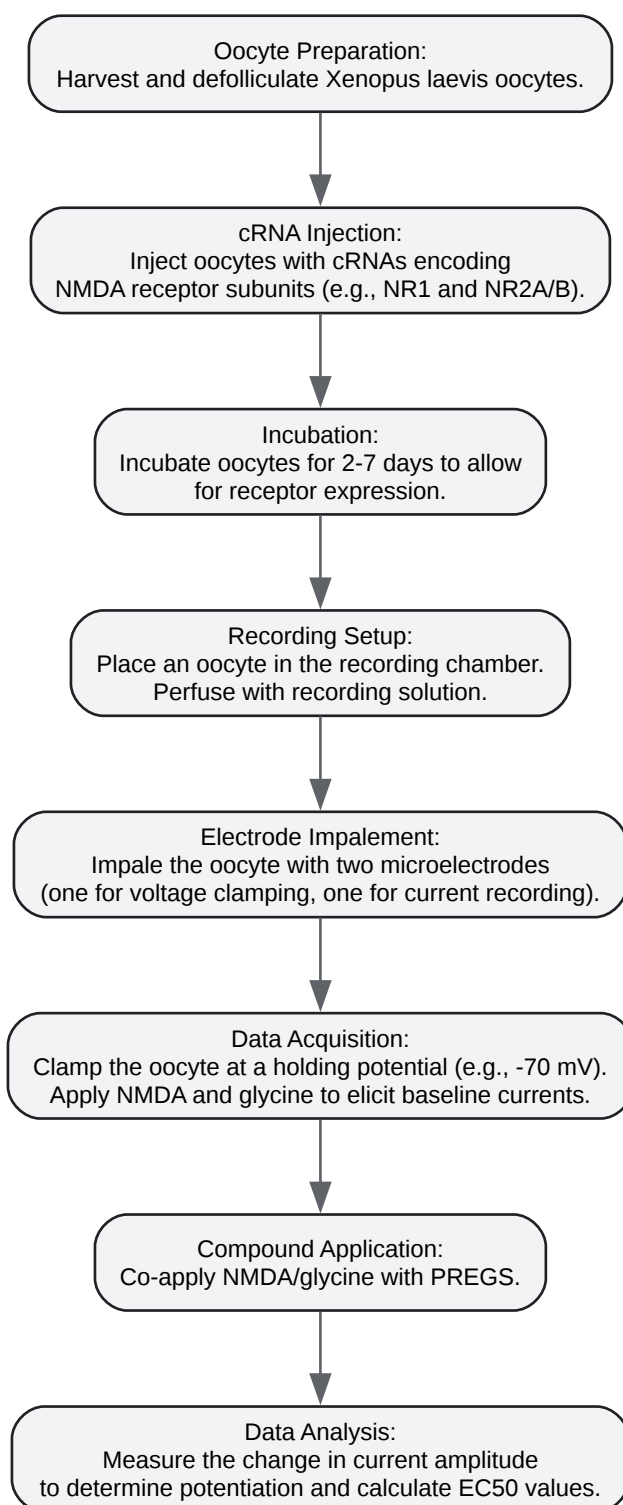 Oocyte Preparation:
Harvest and defolliculate Xenopus laevis oocytes.
cRNA Injection:
Inject oocytes with cRNAs encoding
NMDA receptor subunits (e.g., NR1 and NR2A/B).
Incubation:
Incubate oocytes for 2-7 days to allow
for receptor expression.
Recording Setup:
Place an oocyte in the recording chamber.
Perfuse with recording solution.
Electrode Impalement:
Impale the oocyte with two microelectrodes
(one for voltage clamping, one for current recording).
Data Acquisition:
Clamp the oocyte at a holding potential (e.g., -70 mV).
Apply NMDA and glycine to elicit baseline currents.
Compound Application:
Co-apply NMDA/glycine with PREGS.
Data Analysis:
Measure the change in current amplitude
to determine potentiation and calculate EC50 values.